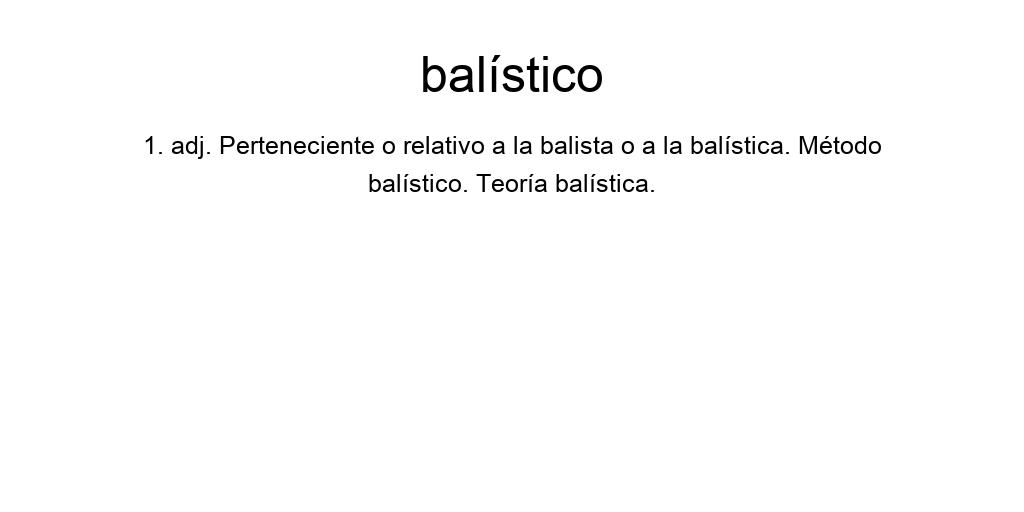 balístico
1. adj. Perteneciente o relativo a la balista o a la balística. Método
balístico. Teoría balística.